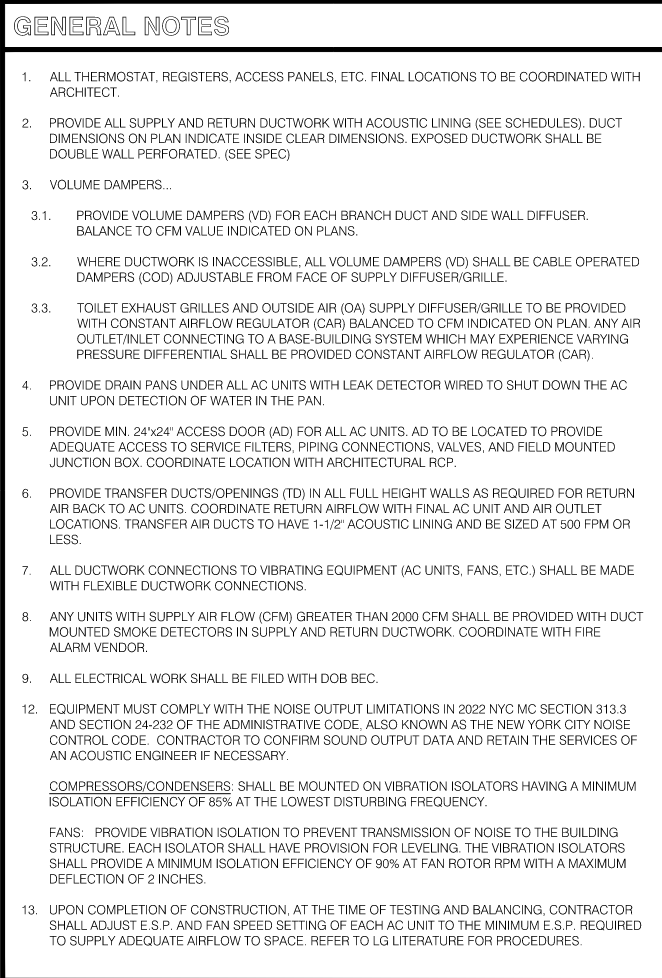 GENERAL NOTES
1. ALL THERMOSTAT, REGISTERS, ACCESS PANELS, ETC. FINAL LOCATIONS TO BE COORDINATED WITH
ARCHITECT.
2. PROVIDE ALL SUPPLY AND RETURN DUCTWORK WITH ACOUSTIC LINING (SEE SCHEDULES). DUCT
DIMENSIONS ON PLAN INDICATE INSIDE CLEAR DIMENSIONS. EXPOSED DUCTWORK SHALL BE
DOUBLE WALL PERFORATED. (SEE SPEC)
3. VOLUME DAMPERS...
3.1. PROVIDE VOLUME DAMPERS (VD) FOR EACH BRANCH DUCT AND SIDE WALL DIFFUSER.
BALANCE TO CFM VALUE INDICATED ON PLANS.
3.2. WHERE DUCTWORK IS INACCESSIBLE, ALL VOLUME DAMPERS (VD) SHALL BE CABLE OPERATED
DAMPERS (COD) ADJUSTABLE FROM FACE OF SUPPLY DIFFUSER/GRILLE.
3.3. TOILET EXHAUST GRILLES AND OUTSIDE AIR (OA) SUPPLY DIFFUSER/GRILLE TO BE PROVIDED
WITH CONSTANT AIRFLOW REGULATOR (CAR) BALANCED TO CFM INDICATED ON PLAN. ANY AIR
OUTLET/INLET CONNECTING TO A BASE-BUILDING SYSTEM WHICH MAY EXPERIENCE VARYING
PRESSURE DIFFERENTIAL SHALL BE PROVIDED CONSTANT AIRFLOW REGULATOR (CAR).
4. PROVIDE DRAIN PANS UNDER ALL AC UNITS WITH LEAK DETECTOR WIRED TO SHUT DOWN THE AC
UNIT UPON DETECTION OF WATER IN THE PAN.
5. PROVIDE MIN. 24"x24" ACCESS DOOR (AD) FOR ALL AC UNITS. AD TO BE LOCATED TO PROVIDE
ADEQUATE ACCESS TO SERVICE FILTERS, PIPING CONNECTIONS, VALVES, AND FIELD MOUNTED
JUNCTION BOX. COORDINATE LOCATION WITH ARCHITECTURAL RCP.
6. PROVIDE TRANSFER DUCTS/OPENINGS (TD) IN ALL FULL HEIGHT WALLS AS REQUIRED FOR RETURN
AIR BACK TO AC UNITS. COORDINATE RETURN AIRFLOW WITH FINAL AC UNIT AND AIR OUTLET
LOCATIONS. TRANSFER AIR DUCTS TO HAVE 1-1/2" ACOUSTIC LINING AND BE SIZED AT 500 FPM OR
LESS.
7. ALL DUCTWORK CONNECTIONS TO VIBRATING EQUIPMENT (AC UNITS, FANS, ETC.) SHALL BE MADE
WITH FLEXIBLE DUCTWORK CONNECTIONS.
8. ANY UNITS WITH SUPPLY AIR FLOW (CFM) GREATER THAN 2000 CFM SHALL BE PROVIDED WITH DUCT
MOUNTED SMOKE DETECTORS IN SUPPLY AND RETURN DUCTWORK. COORDINATE WITH FIRE
ALARM VENDOR.
9. ALL ELECTRICAL WORK SHALL BE FILED WITH DOB BEC.
12. EQUIPMENT MUST COMPLY WITH THE NOISE OUTPUT LIMITATIONS IN 2022 NYC MC SECTION 313.3
AND SECTION 24-232 OF THE ADMINISTRATIVE CODE, ALSO KNOWN AS THE NEW YORK CITY NOISE
CONTROL CODE. CONTRACTOR TO CONFIRM SOUND OUTPUT DATA AND RETAIN THE SERVICES OF
AN ACOUSTIC ENGINEER IF NECESSARY.
COMPRESSORS/CONDENSERS: SHALL BE MOUNTED ON VIBRATION ISOLATORS HAVING A MINIMUM
ISOLATION EFFICIENCY OF 85% AT THE LOWEST DISTURBING FREQUENCY.
FANS: PROVIDE VIBRATION ISOLATION TO PREVENT TRANSMISSION OF NOISE TO THE BUILDING
STRUCTURE. EACH ISOLATOR SHALL HAVE PROVISION FOR LEVELING. THE VIBRATION ISOLATORS
SHALL PROVIDE A MINIMUM ISOLATION EFFICIENCY OF 90% AT FAN ROTOR RPM WITH A MAXIMUM
DEFLECTION OF 2 INCHES.
13. UPON COMPLETION OF CONSTRUCTION, AT THE TIME OF TESTING AND BALANCING, CONTRACTOR
SHALL ADJUST E.S.P. AND FAN SPEED SETTING OF EACH AC UNIT TO THE MINIMUM E.S.P. REQUIRED
TO SUPPLY ADEQUATE AIRFLOW TO SPACE. REFER TO LG LITERATURE FOR PROCEDURES.